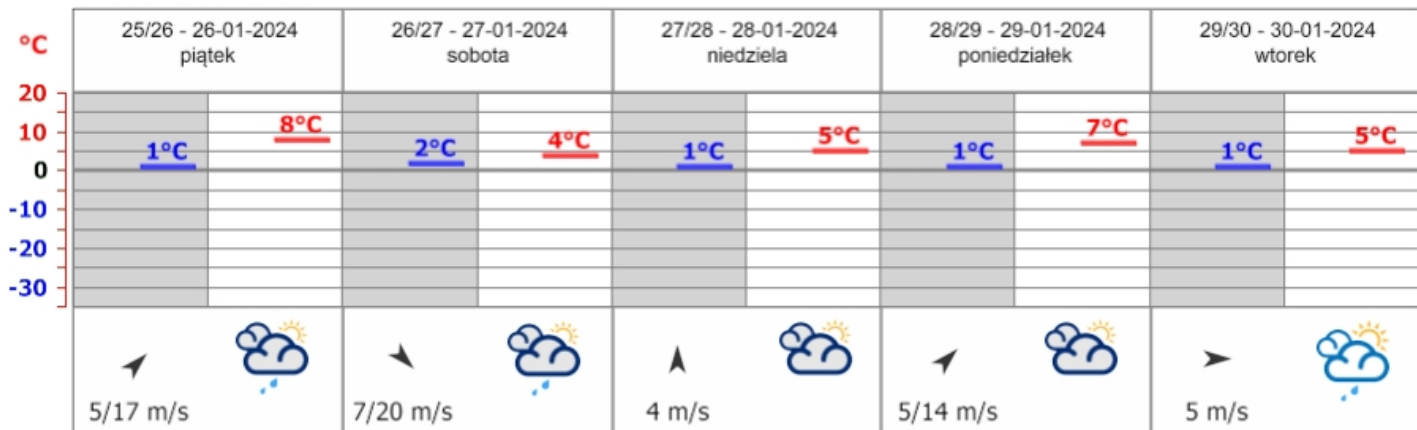 °C
25/26 - 26-01-2024
piątek
26/27 - 27-01-2024
sobota
27/28 - 28-01-2024
niedziela
28/29 - 29-01-2024
poniedziałek
29/30 - 30-01-2024
wtorek
20
10
0
-10
-20
-30
1°C
8°C
2°C
4°C
1°C
5°C
1°C
7°C
1°C
5°C
5/17 m/s
7/20 m/s
4 m/s
5/14 m/s
5 m/s